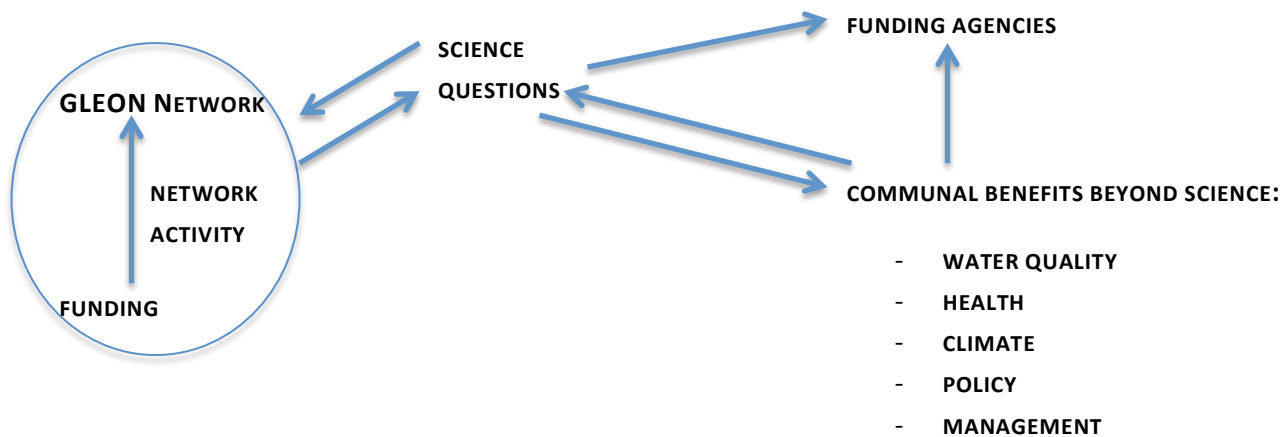 FUNDING AGENCIES
SCIENCE
QUESTIONS
GLEON NETWORK
NETWORK
ACTIVITY
FUNDING
COMMUNAL BENEFITS BEYOND SCIENCE:
- WATER QUALITY
- HEALTH
- CLIMATE
- POLICY
- MANAGEMENT